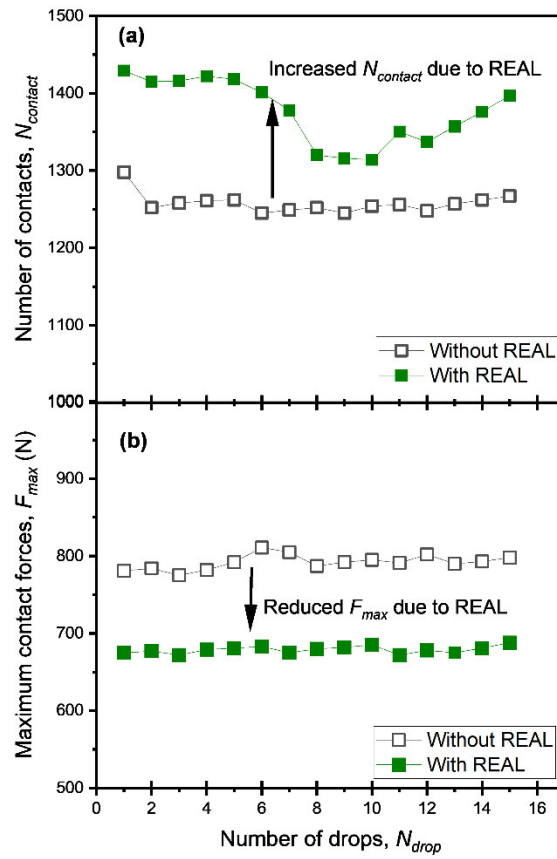 (a)
Increased N_contact due to REAL
Number of contacts, N_contact
1500
1400
1300
1200
1100
1000
Without REAL
With REAL
(b)
Maximum contact forces, F_max (N)
1000
900
800
700
600
500
Reduced F_max due to REAL
Without REAL
With REAL
0 2 4 6 8 10 12 14 16
Number of drops, N_drop